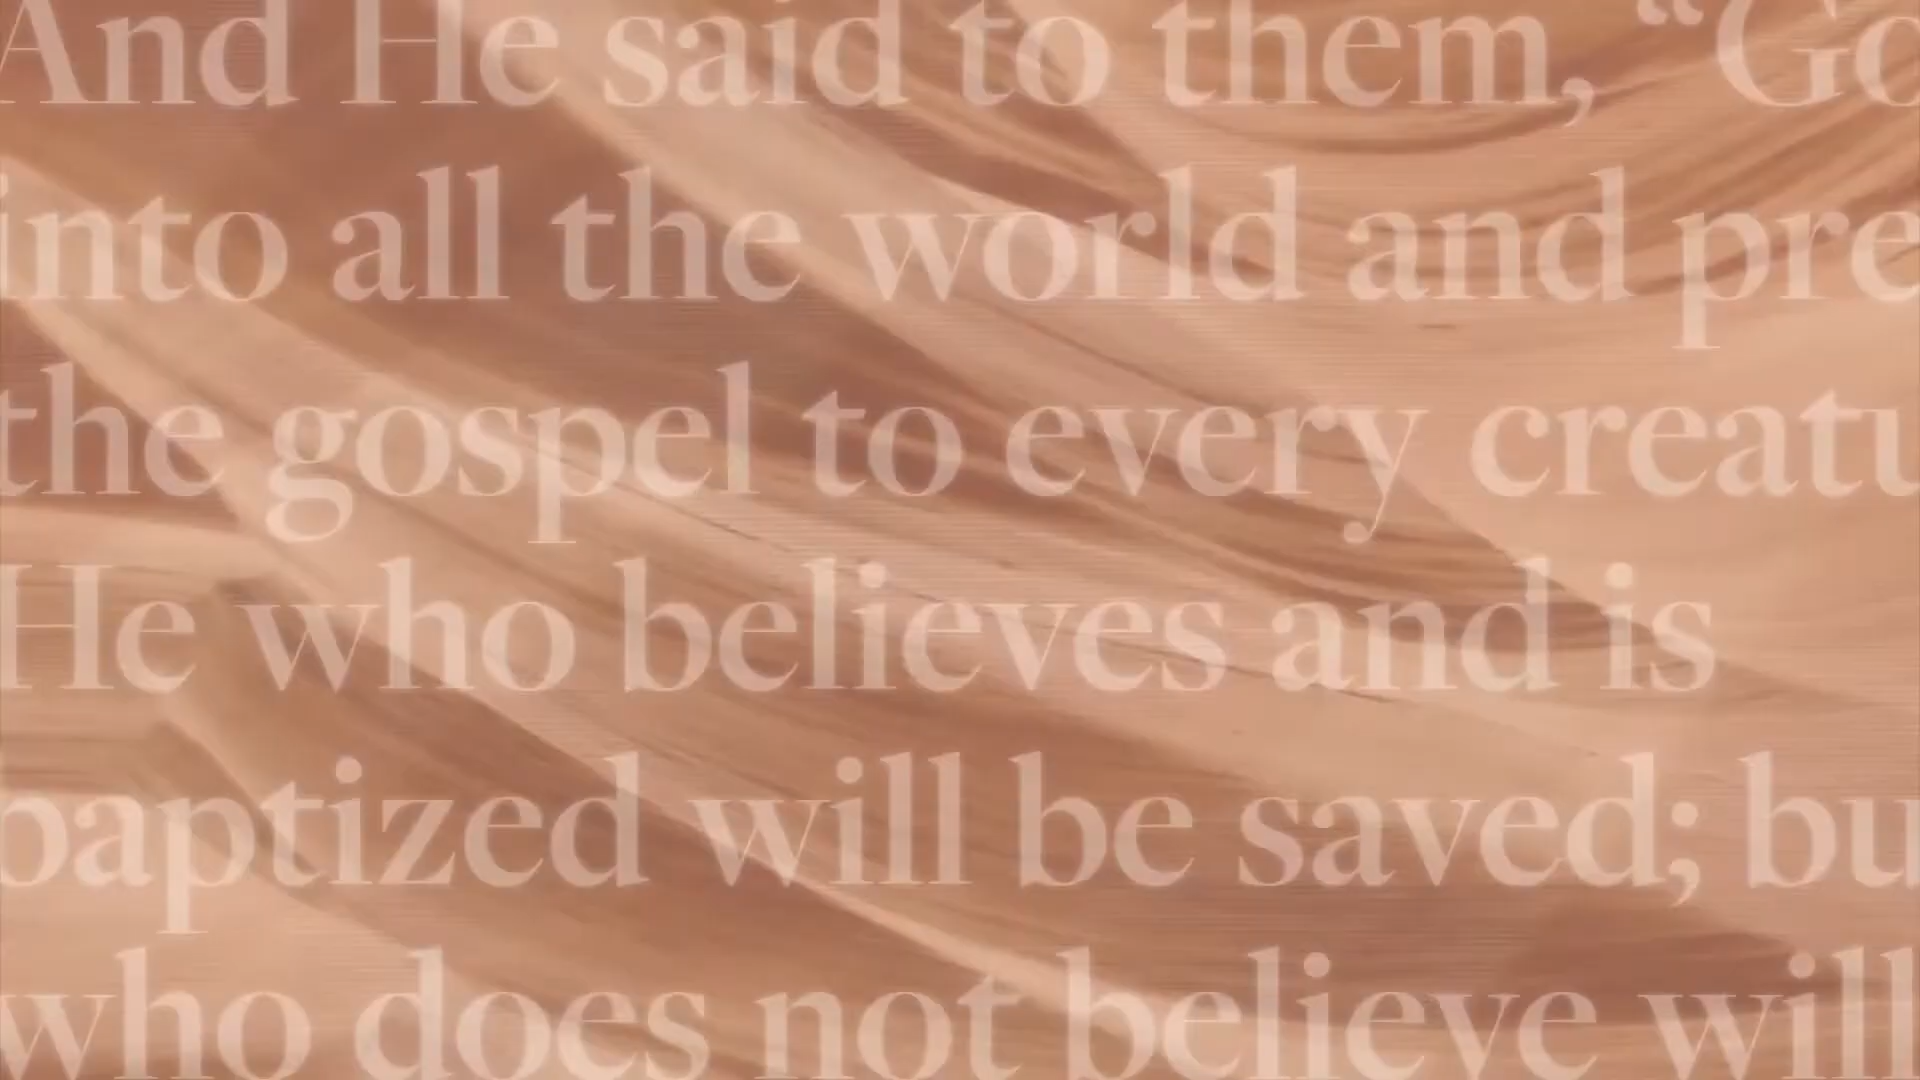 And He said to them, “Go
into all the world and pre
the gospel to every creatu
He who believes and is
baptized will be saved; bu
who does not believe will